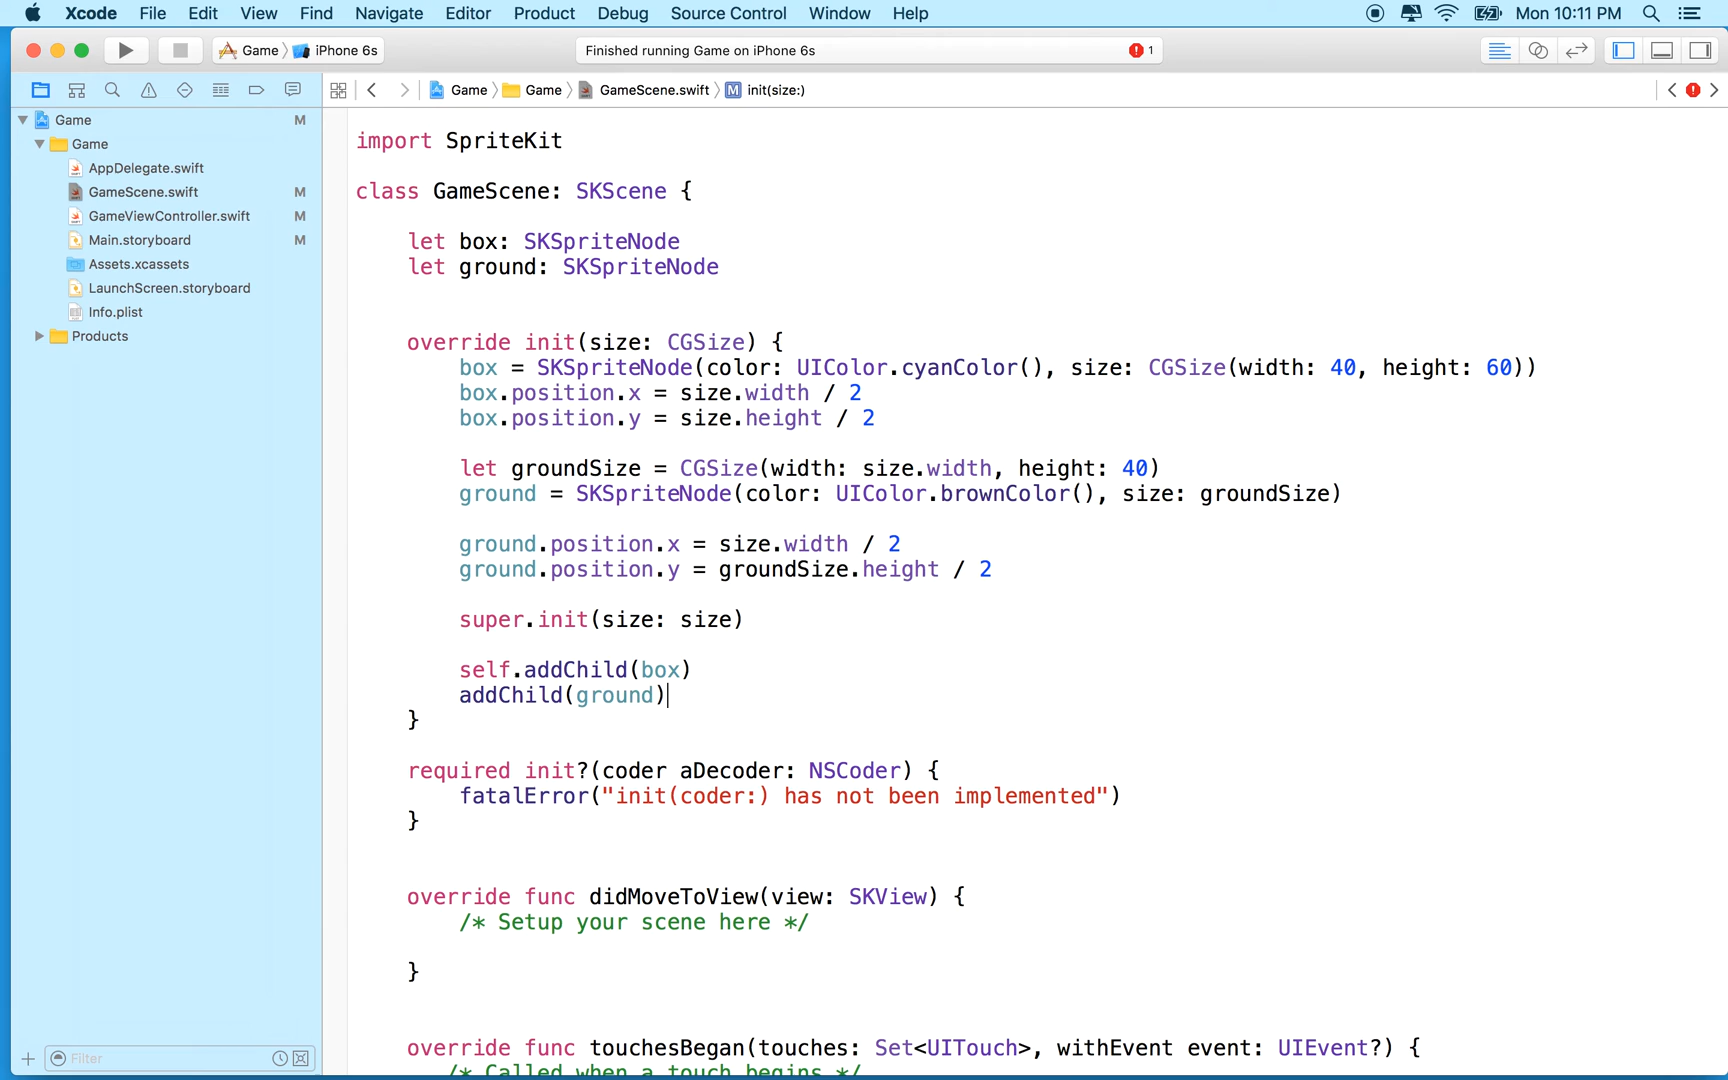 Xcode File Edit View Find Navigate Editor Product Debug Source Control Window Help Mon 10:11 PM
Game iPhone 6s Finished running Game on iPhone 6s 1
Game Game GameScene.swift M init(size:)
Game M
Game
AppDelegate.swift
GameScene.swift M
GameViewController.swift M
Main.storyboard M
Assets.xcassets
LaunchScreen.storyboard
Info.plist
Products
Filter
import SpriteKit
class GameScene: SKScene {
let box: SKSpriteNode
let ground: SKSpriteNode
override init(size: CGSize) {
box = SKSpriteNode(color: UIColor.cyanColor(), size: CGSize(width: 40, height: 60))
box.position.x = size.width / 2
box.position.y = size.height / 2
let groundSize = CGSize(width: size.width, height: 40)
ground = SKSpriteNode(color: UIColor.brownColor(), size: groundSize)
ground.position.x = size.width / 2
ground.position.y = groundSize.height / 2
super.init(size: size)
self.addChild(box)
addChild(ground)
}
required init?(coder aDecoder: NSCoder) {
fatalError("init(coder:) has not been implemented")
}
override func didMoveToView(view: SKView) {
/* Setup your scene here */
}
override func touchesBegan(touches: Set<UITouch>, withEvent event: UIEvent?) {
/* Called when a touch begins */